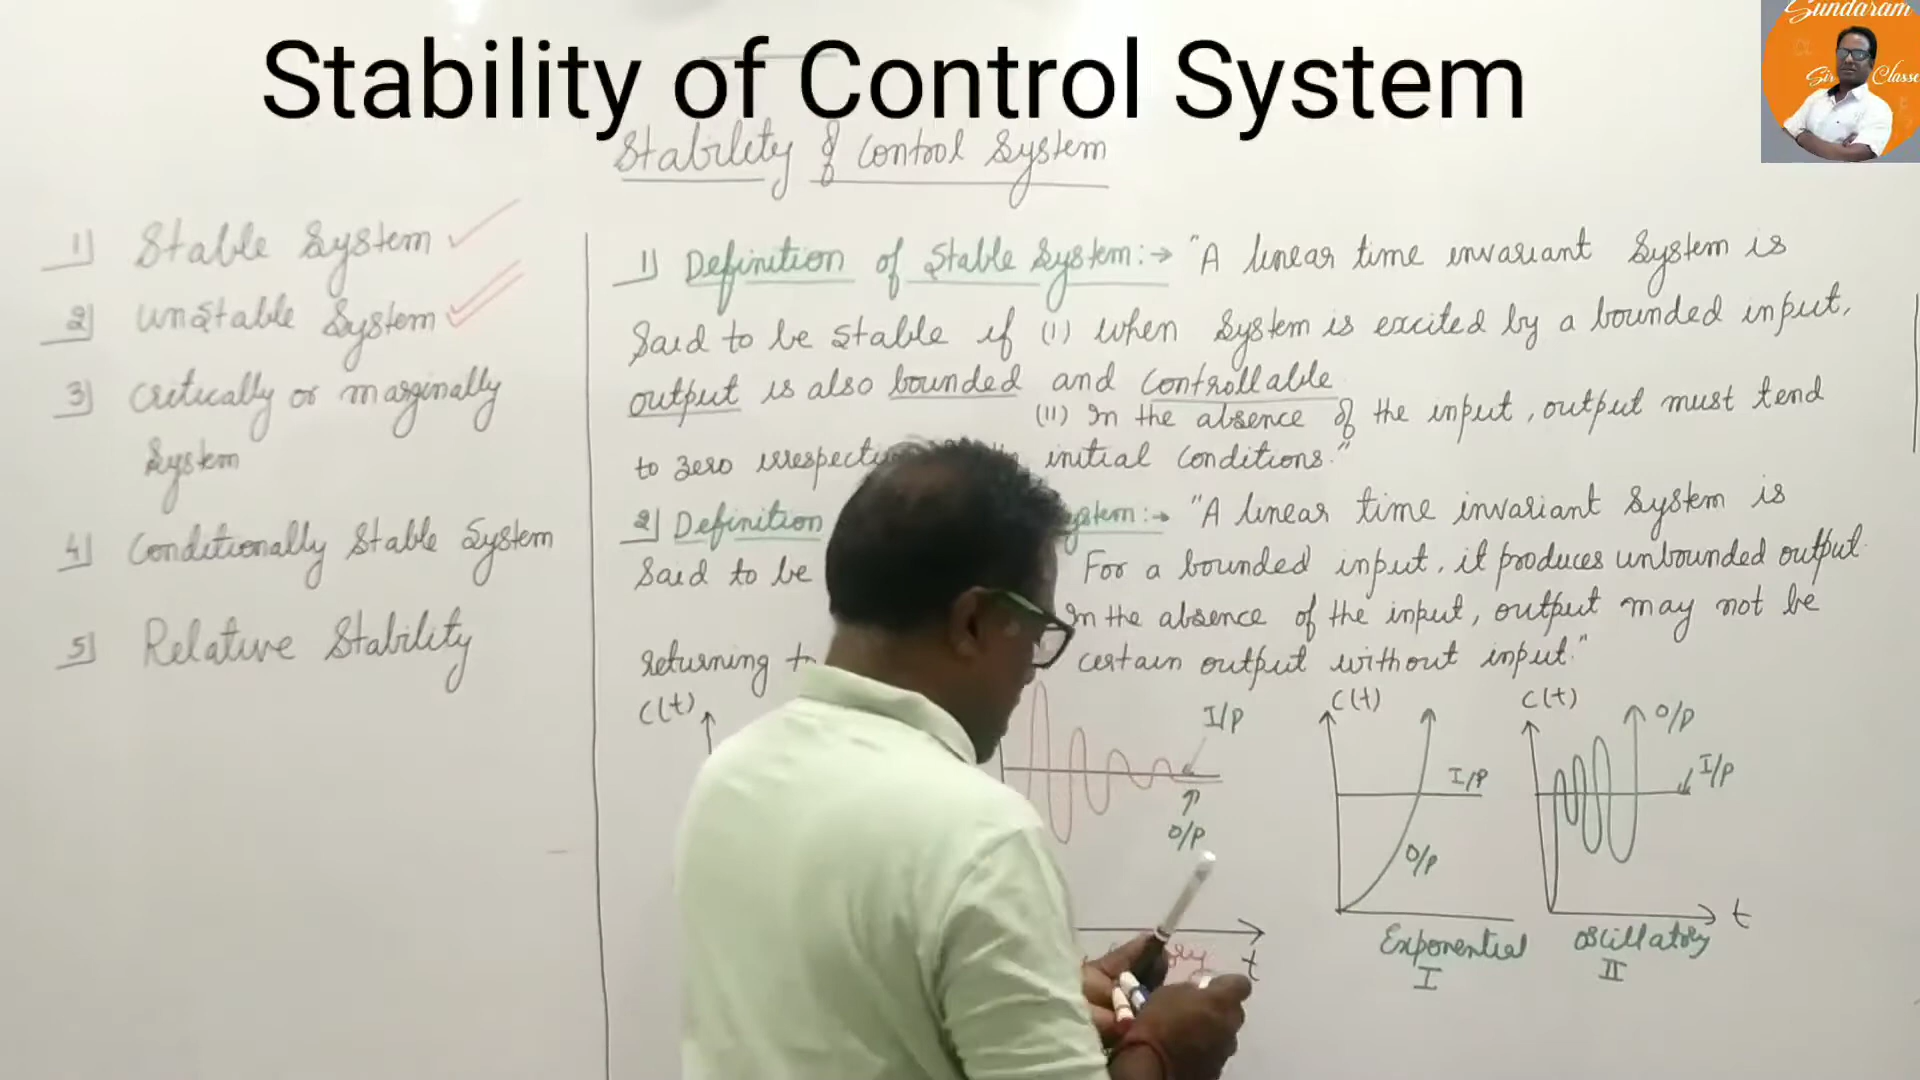 Stability of Control System
Sundaram
Sir Classe
Stability of Control System
1) Stable System
2) Unstable System
3) Critically or marginally
System
4) Conditionally Stable System
5) Relative Stability
1) Definition of Stable System:→ "A linear time invariant System is
Said to be Stable if (I) when System is excited by a bounded input,
output is also bounded and Controllable
(II) In the absence of the input, output must tend
to zero initial conditions."
2) Definition :→ "A linear time invariant System is
Said to be For a bounded input, it produces unbounded output
In the absence of the input, output may not be
returning certain output without input."
C(t)
I/P
O/P
t
C(t)
I/P
O/P
Exponential
I
C(t)
O/P
I/P
t
Oscillatory
II